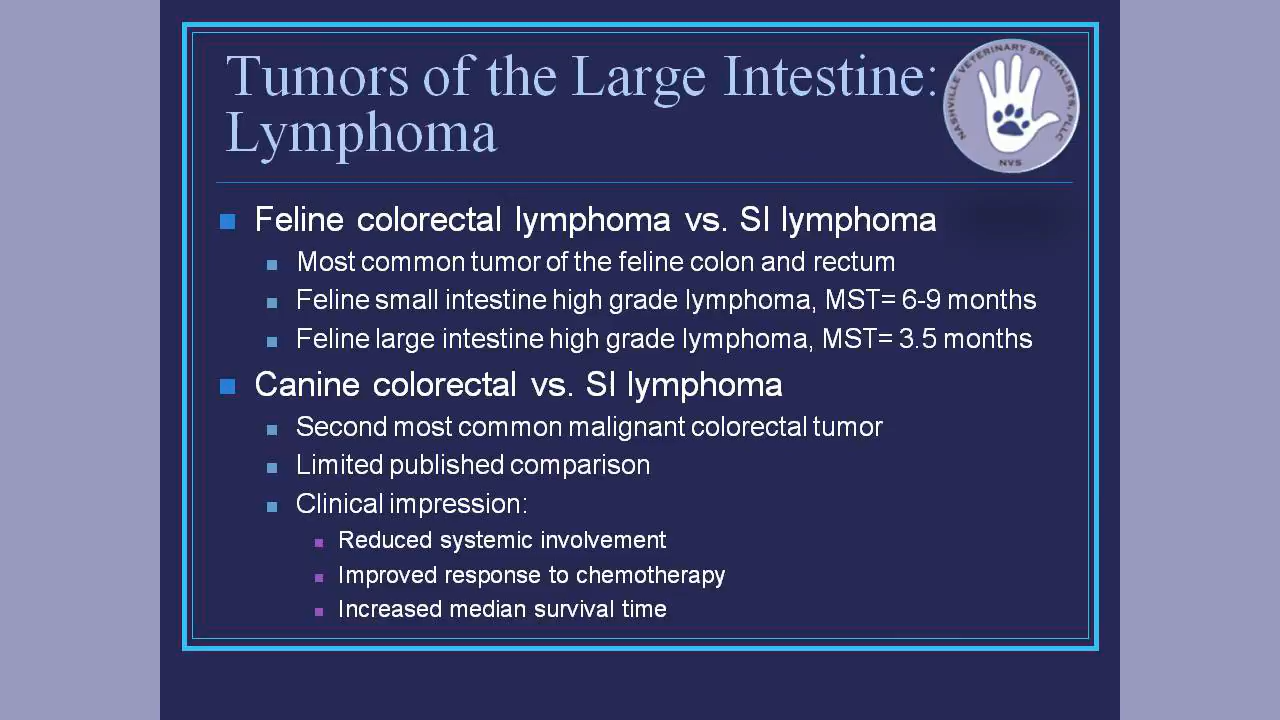 Tumors of the Large Intestine:
Lymphoma
NASHVILLE VETERINARY SPECIALISTS, PLLC
NVS
Feline colorectal lymphoma vs. SI lymphoma
Most common tumor of the feline colon and rectum
Feline small intestine high grade lymphoma, MST= 6-9 months
Feline large intestine high grade lymphoma, MST= 3.5 months
Canine colorectal vs. SI lymphoma
Second most common malignant colorectal tumor
Limited published comparison
Clinical impression:
Reduced systemic involvement
Improved response to chemotherapy
Increased median survival time